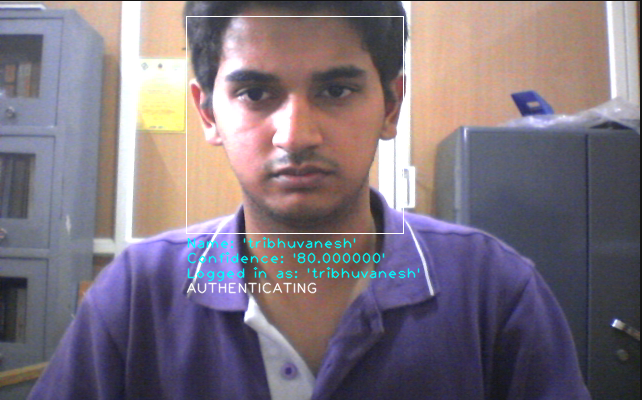 Name: 'tribhuvanesh'
Confidence: '80.000000'
Logged in as: 'tribhuvanesh'
AUTHENTICATING